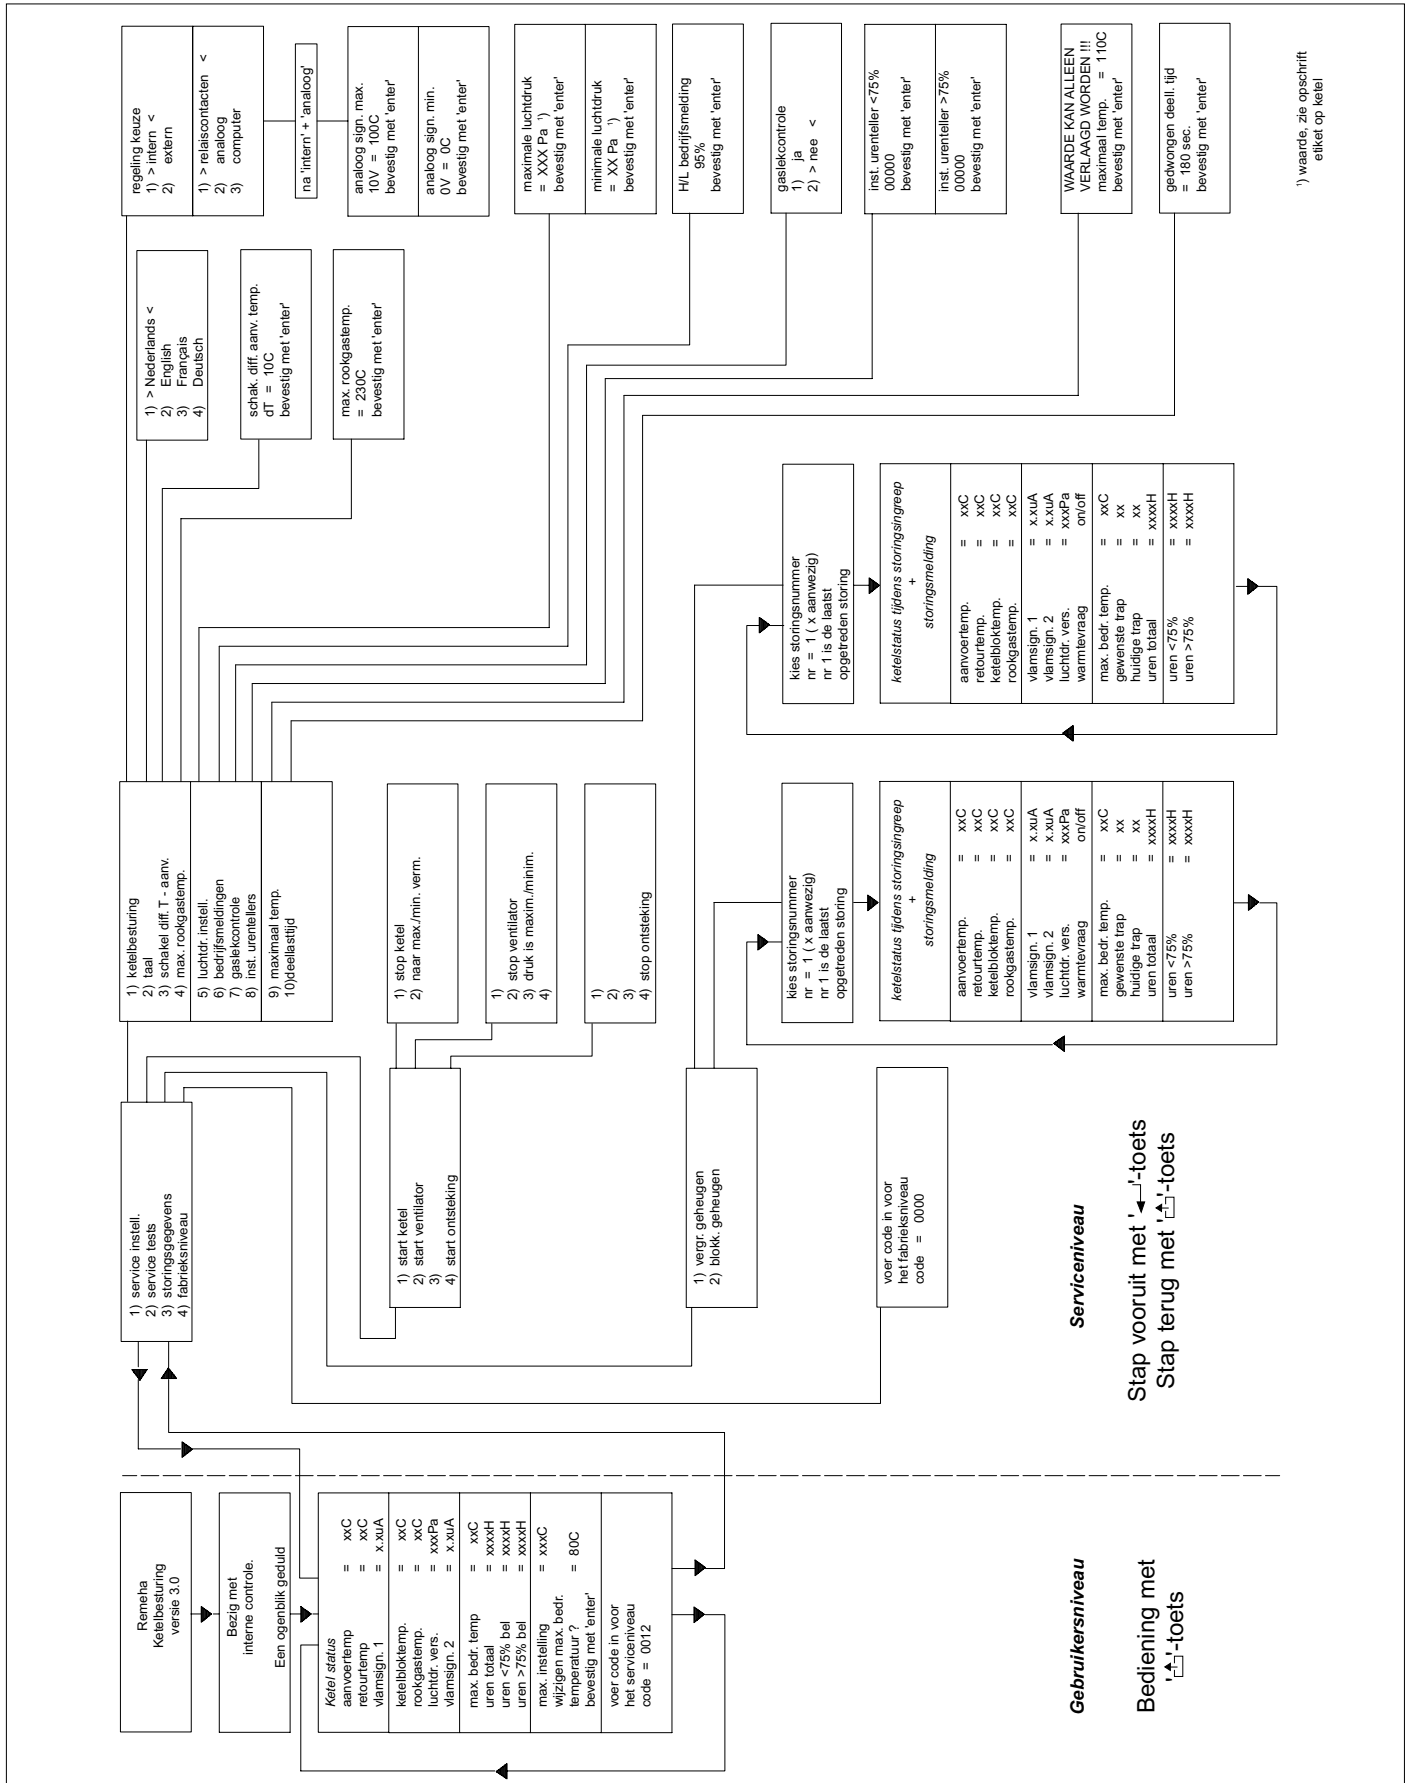 Remeha
Ketelbesturing
versie 3.0
Bezig met
interne controle.
Een ogenblik geduld
Ketel status
aanvoertemp = xxC
retourtemp = xxC
vlamsign. 1 = x.xuA
ketelbloktemp. = xxC
rookgastemp. = xxC
luchtdr. vers. = xxxPa
vlamsign. 2 = x.xuA
max. bedr. temp = xxC
uren totaal = xxxxH
uren <75% bel = xxxxH
uren >75% bel = xxxxH
max. instelling = xxxC
wijzigen max. bedr.
temperatuur ? = 80C
bevestig met 'enter'
voer code in voor
het serviceniveau
code = 0012
Gebruikersniveau
Bediening met
' '-toets
1) service instell.
2) service tests
3) storingsgegevens
4) fabrieksniveau
1) start ketel
2) start ventilator
3)
4) start ontsteking
1) vergr. geheugen
2) blokk. geheugen
voer code in voor
het fabrieksniveau
code = 0000
Serviceniveau
Stap vooruit met ' '-toets
Stap terug met ' '-toets
1) ketelbesturing
2) taal
3) schakel diff. T - aanv.
4) max. rookgastemp.
5) luchtdr. instell.
6) bedrijfsmeldingen
7) gaslekcontrole
8) inst. urentellers
9) maximaal temp.
10)deellasttijd
1) stop ketel
2) naar max./min. verm.
1)
2) stop ventilator
3) druk is maxim./minim.
4)
1)
2)
3)
4) stop ontsteking
kies storingsnummer
nr = 1 ( x aanwezig)
nr 1 is de laatst
opgetreden storing
ketelstatus tijdens storingsingreep
+
storingsmelding
aanvoertemp. = xxC
retourtemp. = xxC
ketelbloktemp. = xxC
rookgastemp. = xxC
vlamsign. 1 = x.xuA
vlamsign. 2 = x.xuA
luchtdr. vers. = xxxPa
warmtevraag on/off
max. bedr. temp. = xxC
gewenste trap = xx
huidige trap = xx
uren totaal = xxxxH
uren <75% = xxxxH
uren >75% = xxxxH
kies storingsnummer
nr = 1 ( x aanwezig)
nr 1 is de laatst
opgetreden storing
ketelstatus tijdens storingsingreep
+
storingsmelding
aanvoertemp. = xxC
retourtemp. = xxC
ketelbloktemp. = xxC
rookgastemp. = xxC
vlamsign. 1 = x.xuA
vlamsign. 2 = x.xuA
luchtdr. vers. = xxxPa
warmtevraag on/off
max. bedr. temp. = xxC
gewenste trap = xx
huidige trap = xx
uren totaal = xxxxH
uren <75% = xxxxH
uren >75% = xxxxH
1) > Nederlands <
2) English
3) Français
4) Deutsch
schak. diff. aanv. temp.
dT = 10C
bevestig met 'enter'
max. rookgastemp.
= 230C
bevestig met 'enter'
regeling keuze
1) > intern <
2) extern
1) > relaiscontacten <
2) analoog
3) computer
na 'intern' + 'analoog'
analoog sign. max.
10V = 100C
bevestig met 'enter'
analoog sign. min.
0V = 0C
bevestig met 'enter'
maximale luchtdruk
= XXX Pa ¹)
bevestig met 'enter'
minimale luchtdruk
= XX Pa ¹)
bevestig met 'enter'
H/L bedrijfsmelding
95%
bevestig met 'enter'
gaslekcontrole
1) ja
2) > nee <
inst. urenteller <75%
00000
bevestig met 'enter'
inst. urenteller >75%
00000
bevestig met 'enter'
WAARDE KAN ALLEEN
VERLAAGD WORDEN !!!
maximaal temp. = 110C
bevestig met 'enter'
gedwongen deell. tijd
= 180 sec.
bevestig met 'enter'
¹) waarde, zie opschrift
etiket op ketel